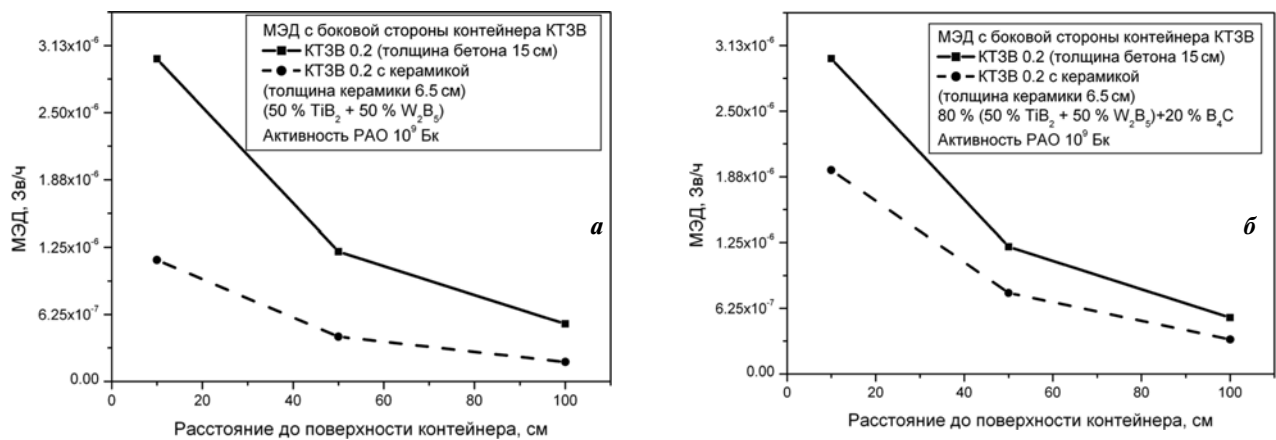 МЭД с боковой стороны контейнера КТЗВ
КТЗВ 0.2 (толщина бетона 15 см)
КТЗВ 0.2 с керамикой
(толщина керамики 6.5 см)
(50 % TiB₂ + 50 % W₂B₅)
Активность РАО 10⁹ Бк
3.13x10⁻⁶
2.50x10⁻⁶
1.88x10⁻⁶
1.25x10⁻⁶
6.25x10⁻⁷
0.00
МЭД, Зв/ч
а
0 20 40 60 80 100
Расстояние до поверхности контейнера, см
МЭД с боковой стороны контейнера КТЗВ
КТЗВ 0.2 (толщина бетона 15 см)
КТЗВ 0.2 с керамикой
(толщина керамики 6.5 см)
80 % (50 % TiB₂ + 50 % W₂B₅)+20 % B₄C
Активность РАО 10⁹ Бк
3.13x10⁻⁶
2.50x10⁻⁶
1.88x10⁻⁶
1.25x10⁻⁶
6.25x10⁻⁷
0.00
МЭД, Зв/ч
б
0 20 40 60 80 100
Расстояние до поверхности контейнера, см